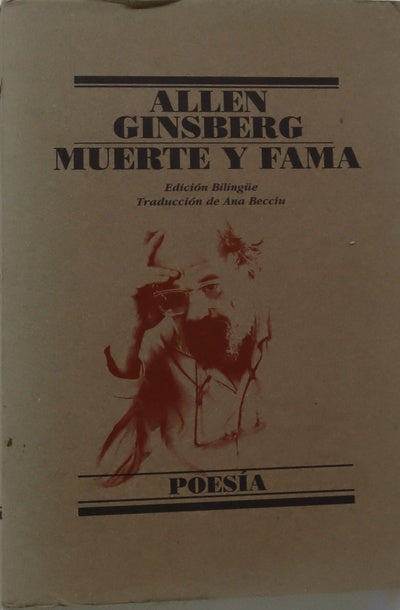 ALLEN
GINSBERG
MUERTE Y FAMA
Edición Bilingüe
Traducción de Ana Becciu
POESÍA